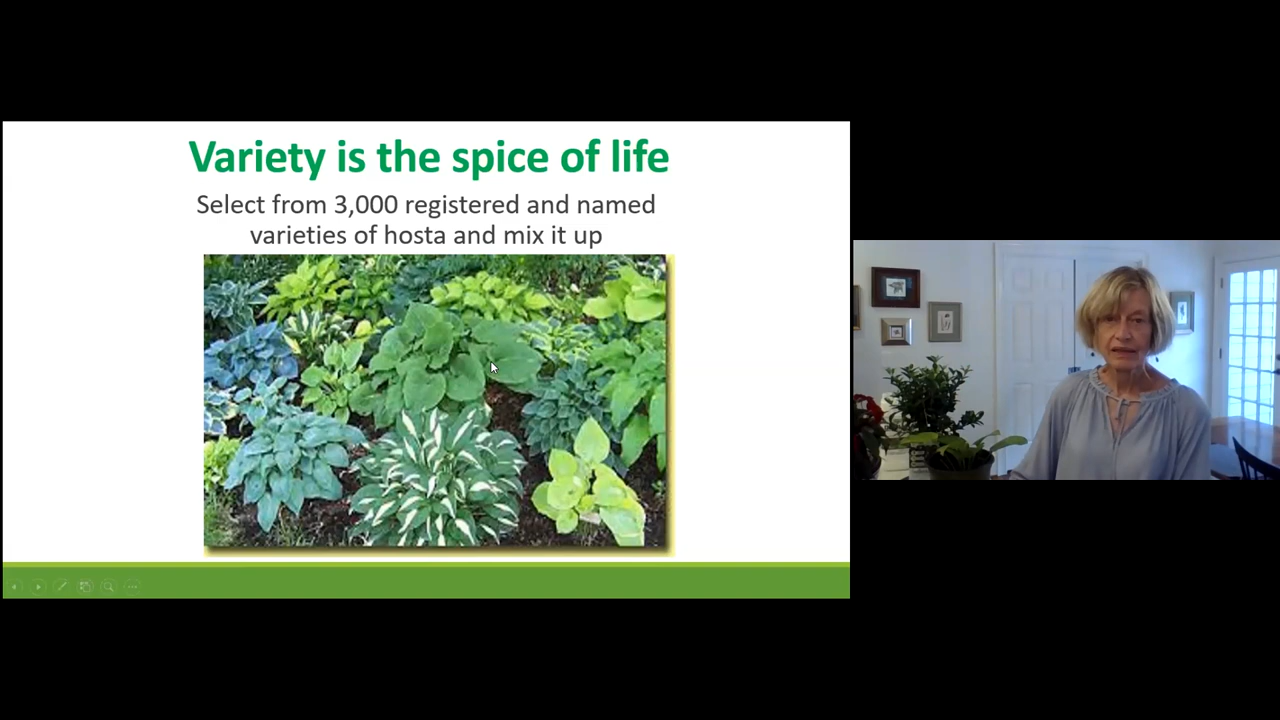 Variety is the spice of life
Select from 3,000 registered and named
varieties of hosta and mix it up